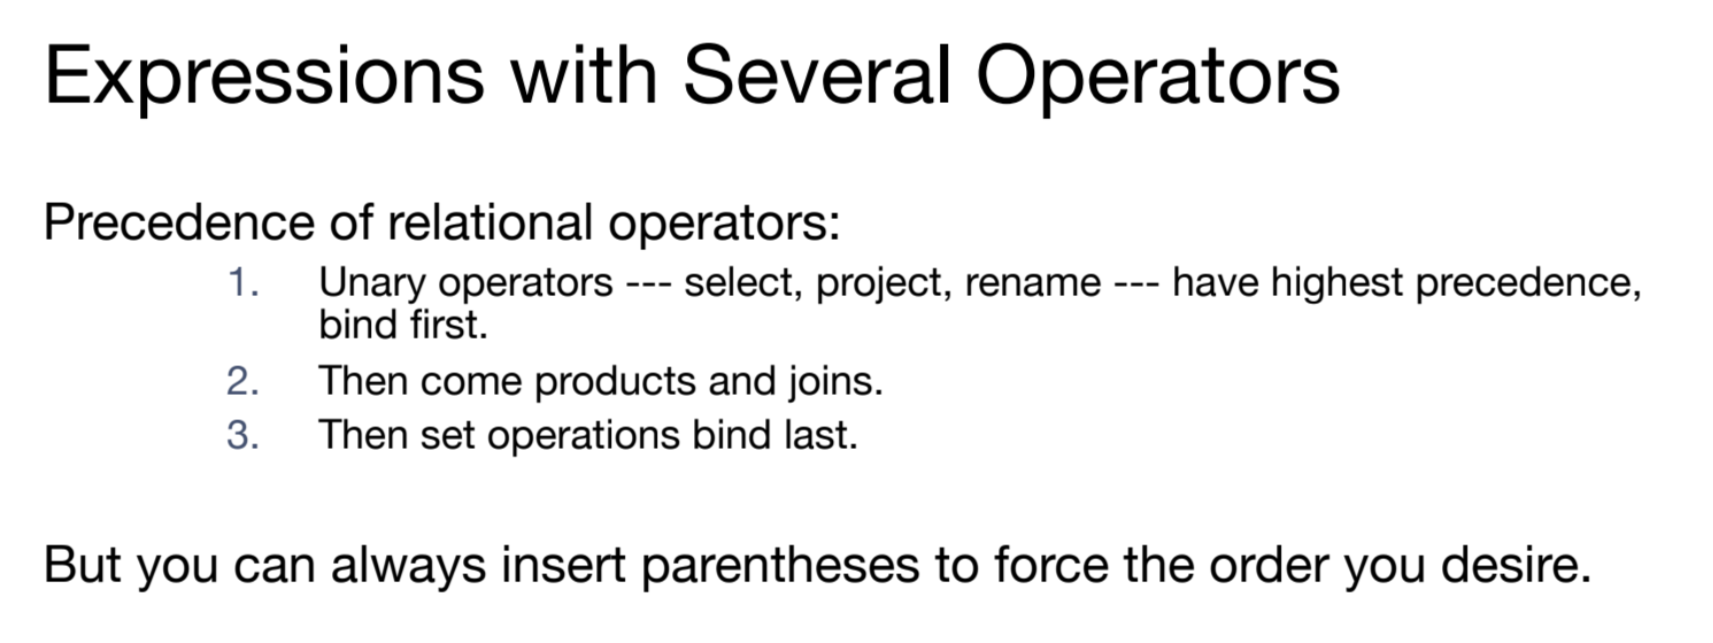 Expressions with Several Operators
Precedence of relational operators:
1. Unary operators --- select, project, rename --- have highest precedence,
bind first.
2. Then come products and joins.
3. Then set operations bind last.
But you can always insert parentheses to force the order you desire.